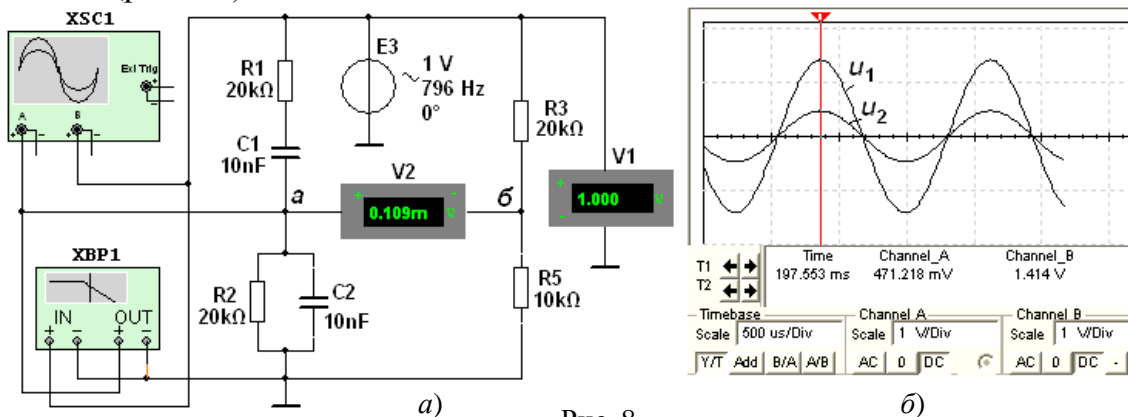 XSC1
Ext Trig
A
B
R1
20kΩ
C1
10nF
E3
1 V
796 Hz
0°
R3
20kΩ
V1
1.000
V2
0.109m
а
б
XBP1
IN
OUT
R2
20kΩ
C2
10nF
R5
10kΩ
а)
u1
u2
T1
T2
Time
Channel_A
Channel_B
197.553 ms
471.218 mV
1.414 V
Timebase
Scale 500 us/Div
Y/T Add B/A A/B
Channel A
Scale 1 V/Div
AC 0 DC
Channel B
Scale 1 V/Div
AC 0 DC -
б)